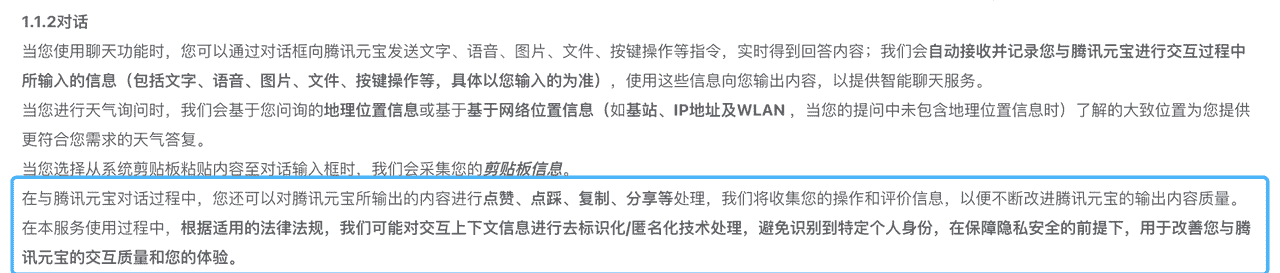 1.1.2对话
当您使用聊天功能时，您可以通过对话框向腾讯元宝发送文字、语音、图片、文件、按键操作等指令，实时得到回答内容；我们会自动接收并记录您与腾讯元宝进行交互过程中
所输入的信息（包括文字、语音、图片、文件、按键操作等，具体以您输入的为准），使用这些信息向您输出内容，以提供智能聊天服务。
当您进行天气询问时，我们会基于您问询的地理位置信息或基于基于网络位置信息（如基站、IP地址及WLAN ，当您的提问中未包含地理位置信息时）了解的大致位置为您提供
更符合您需求的天气答复。
当您选择从系统剪贴板粘贴内容至对话输入框时，我们会采集您的剪贴板信息。
在与腾讯元宝对话过程中，您还可以对腾讯元宝所输出的内容进行点赞、点踩、复制、分享等处理，我们将收集您的操作和评价信息，以便不断改进腾讯元宝的输出内容质量。
在本服务使用过程中，根据适用的法律法规，我们可能对交互上下文信息进行去标识化/匿名化技术处理，避免识别到特定个人身份，在保障隐私安全的前提下，用于改善您与腾
讯元宝的交互质量和您的体验。